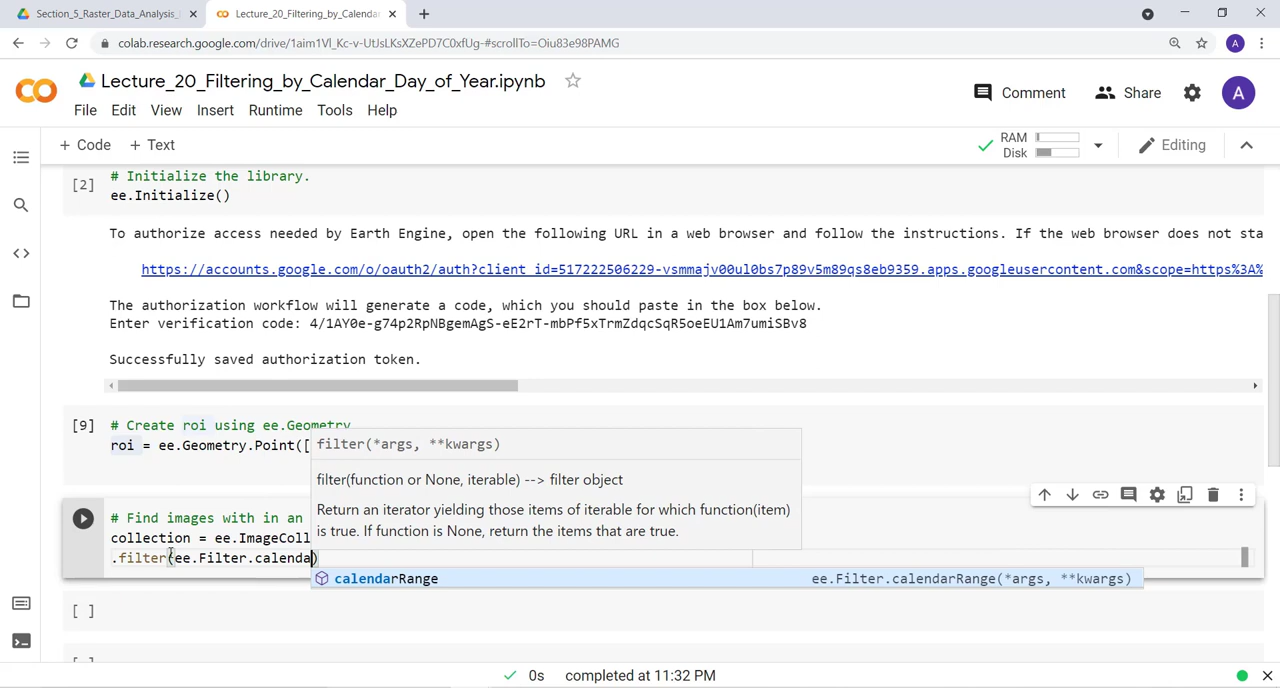 Section_5_Raster_Data_Analysis_
Lecture_20_Filtering_by_Calendar
colab.research.google.com/drive/1aim1Vl_Kc-v-UtJsLKsXZePD7C0xfUg-#scrollTo=Oiu83e98PAMG
A
Lecture_20_Filtering_by_Calendar_Day_of_Year.ipynb
Comment
Share
A
File Edit View Insert Runtime Tools Help
+ Code + Text
RAM
Disk
Editing
[2]
# Initialize the library.
ee.Initialize()
To authorize access needed by Earth Engine, open the following URL in a web browser and follow the instructions. If the web browser does not sta
https://accounts.google.com/o/oauth2/auth?client_id=517222506229-vsmmajv00ul0bs7p89v5m89qs8eb9359.apps.googleusercontent.com&scope=https%3A%
The authorization workflow will generate a code, which you should paste in the box below.
Enter verification code: 4/1AY0e-g74p2RpNBgemAgS-eE2rT-mbPf5xTrmZdqcSqR5oeEU1Am7umiSBv8
Successfully saved authorization token.
[9]
# Create roi using ee.Geometry
roi = ee.Geometry.Point([
filter(*args, **kwargs)
filter(function or None, iterable) --> filter object
Return an iterator yielding those items of iterable for which function(item)
is true. If function is None, return the items that are true.
# Find images with in an
collection = ee.ImageColl
.filter(ee.Filter.calenda)
calendarRange ee.Filter.calendarRange(*args, **kwargs)
[ ]
[ ]
0s completed at 11:32 PM